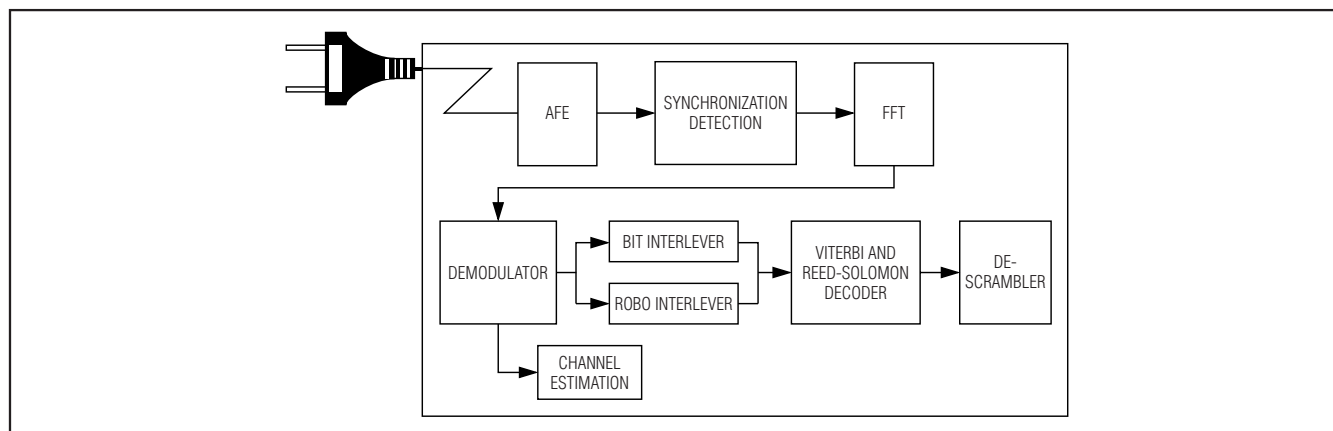 AFE
SYNCHRONIZATION
DETECTION
FFT
DEMODULATOR
BIT INTERLEVER
ROBO INTERLEVER
VITERBI AND
REED-SOLOMON
DECODER
DE-
SCRAMBLER
CHANNEL
ESTIMATION